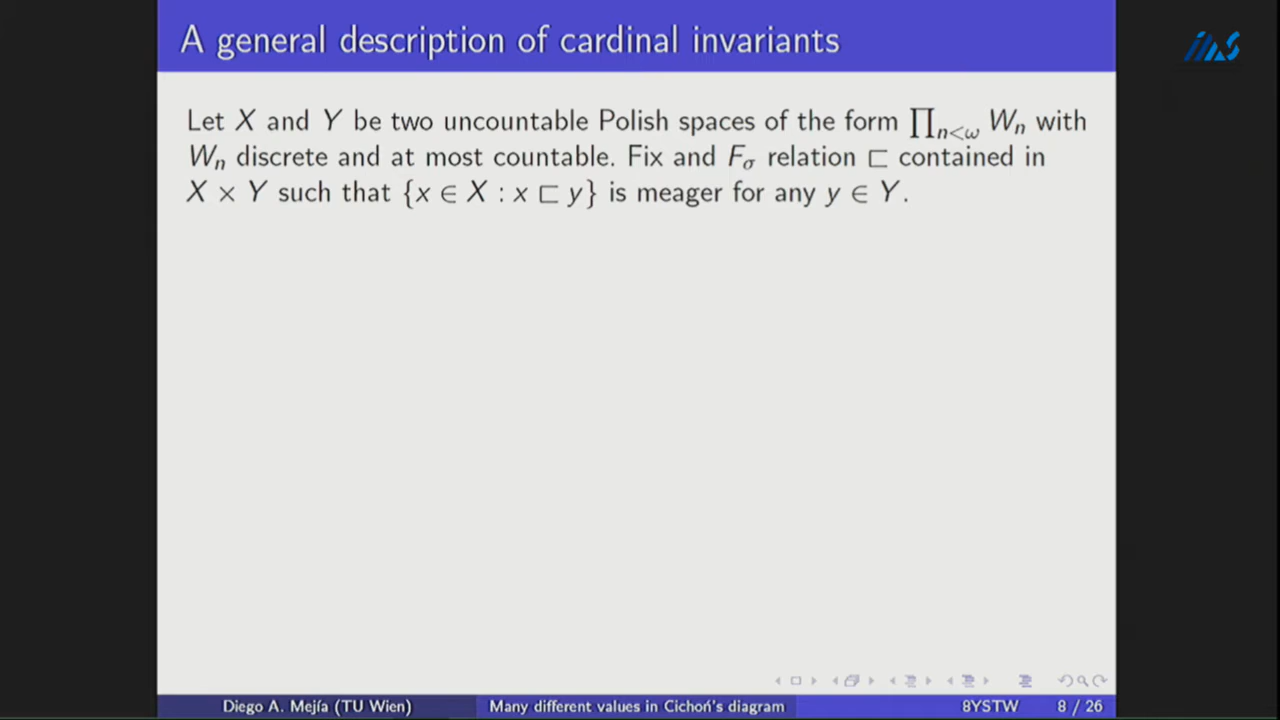 A general description of cardinal invariants
IMS
Let X and Y be two uncountable Polish spaces of the form ∏ₙ<ω Wₙ with
Wₙ discrete and at most countable. Fix and Fσ relation ⊏ contained in
X × Y such that {x ∈ X : x ⊏ y} is meager for any y ∈ Y.
Diego A. Mejía (TU Wien) Many different values in Cichoń's diagram 8YSTW 8 / 26